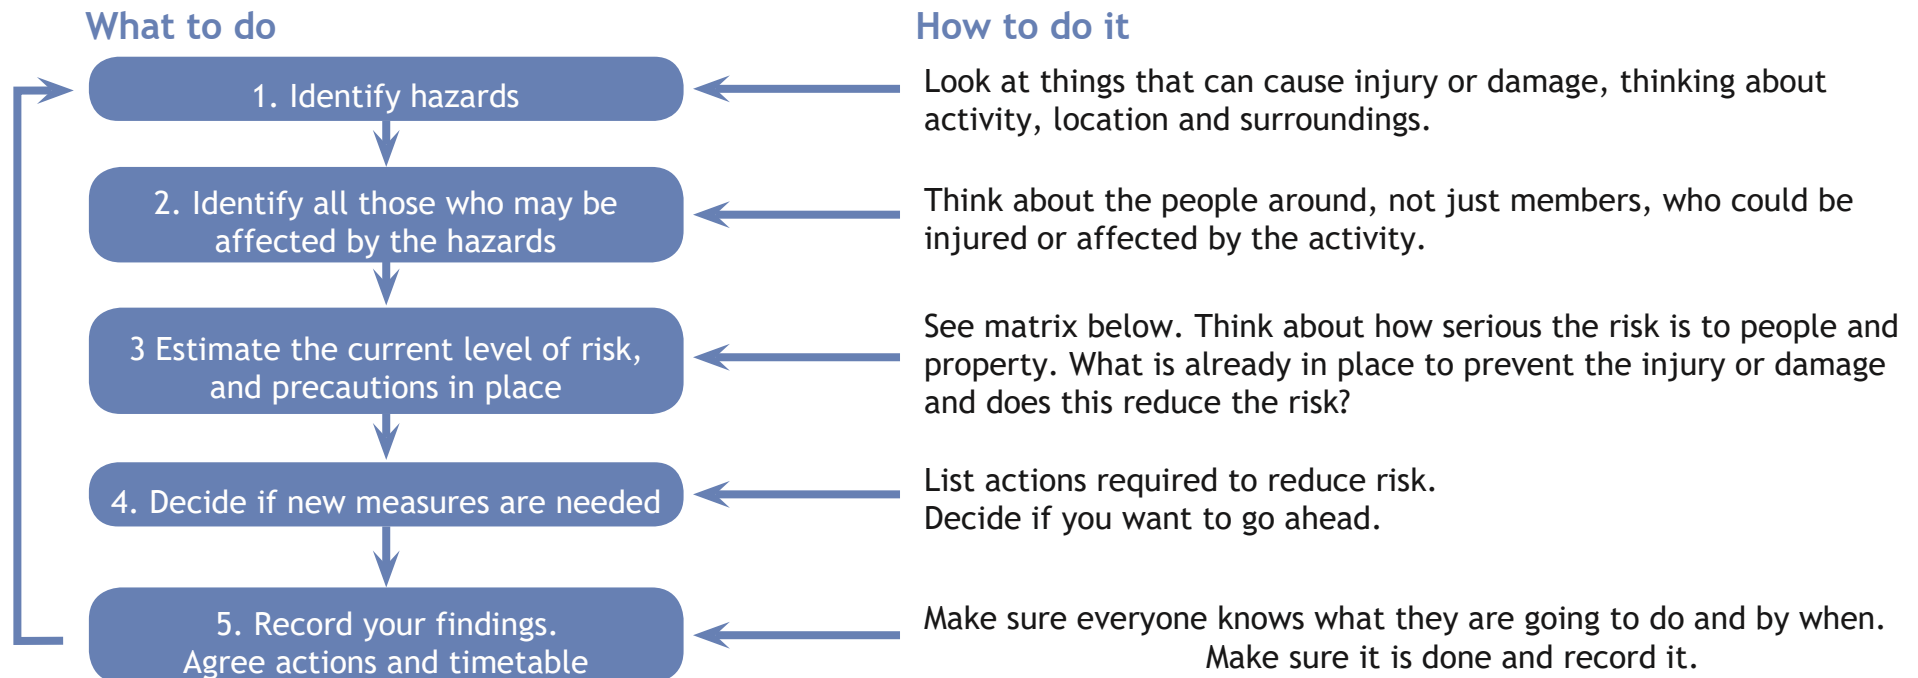 What to do
How to do it
1. Identify hazards
Look at things that can cause injury or damage, thinking about
activity, location and surroundings.
2. Identify all those who may be
affected by the hazards
Think about the people around, not just members, who could be
injured or affected by the activity.
3 Estimate the current level of risk,
and precautions in place
See matrix below. Think about how serious the risk is to people and
property. What is already in place to prevent the injury or damage
and does this reduce the risk?
4. Decide if new measures are needed
List actions required to reduce risk.
Decide if you want to go ahead.
5. Record your findings.
Agree actions and timetable
Make sure everyone knows what they are going to do and by when.
Make sure it is done and record it.